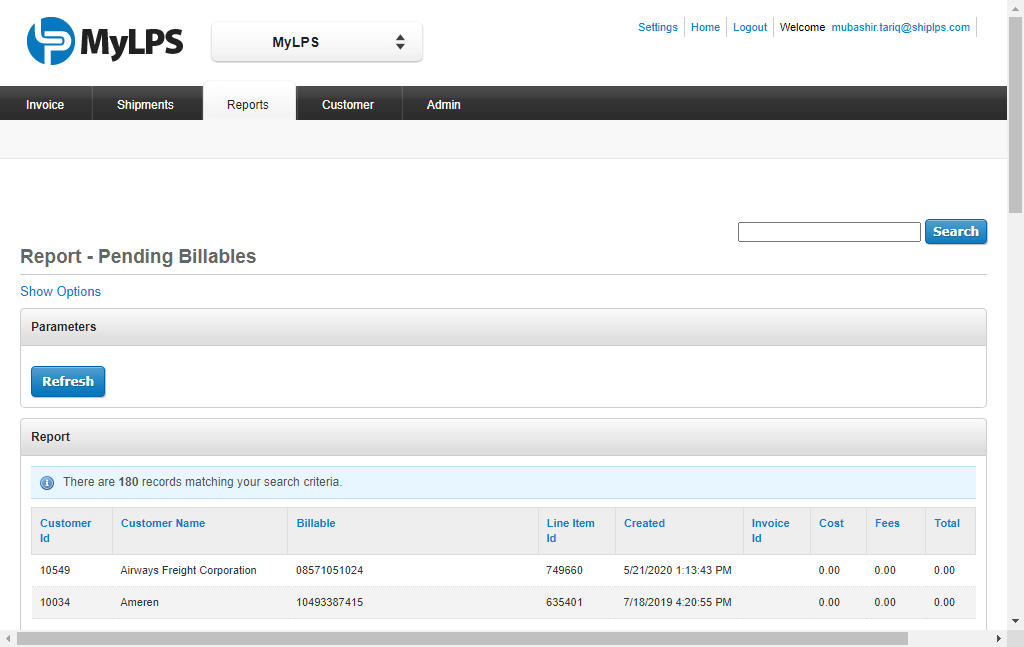 MyLPS
MyLPS
Settings Home Logout Welcome mubashir.tariq@shiplps.com
Invoice Shipments Reports Customer Admin
Search
Report - Pending Billables
Show Options
Parameters
Refresh
Report
There are 180 records matching your search criteria.
Customer Id Customer Name Billable Line Item Id Created Invoice Id Cost Fees Total
10549 Airways Freight Corporation 08571051024 749660 5/21/2020 1:13:43 PM 0.00 0.00 0.00
10034 Ameren 10493387415 635401 7/18/2019 4:20:55 PM 0.00 0.00 0.00